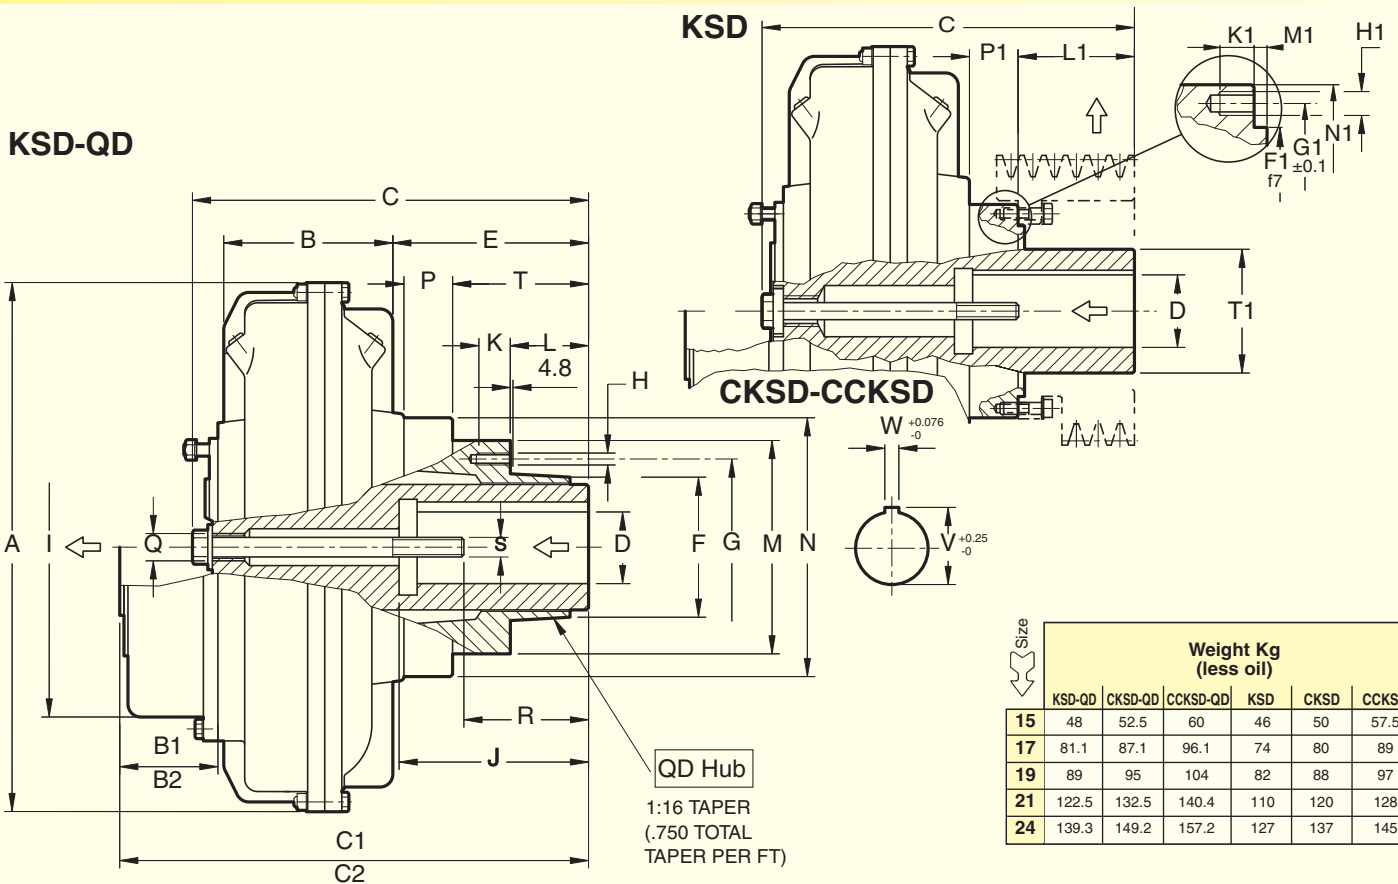 KSD
C
P1
L1
K1
M1
H1
N1
G1
±0.1
F1
f7
D
T1
CKSD-CCKSD
KSD-QD
C
B
E
P
T
K
L
4.8
H
A
I
Q
s
D
F
G
M
N
R
J
B1
B2
C1
C2
QD Hub
1:16 TAPER
(.750 TOTAL
TAPER PER FT)
W +0.076
-0
V +0.25
-0
Size
Weight Kg
(less oil)
KSD-QD CKSD-QD CCKSD-QD KSD CKSD CCKS
15 48 52.5 60 46 50 57.5
17 81.1 87.1 96.1 74 80 89
19 89 95 104 82 88 97
21 122.5 132.5 140.4 110 120 128
24 139.3 149.2 157.2 127 137 145